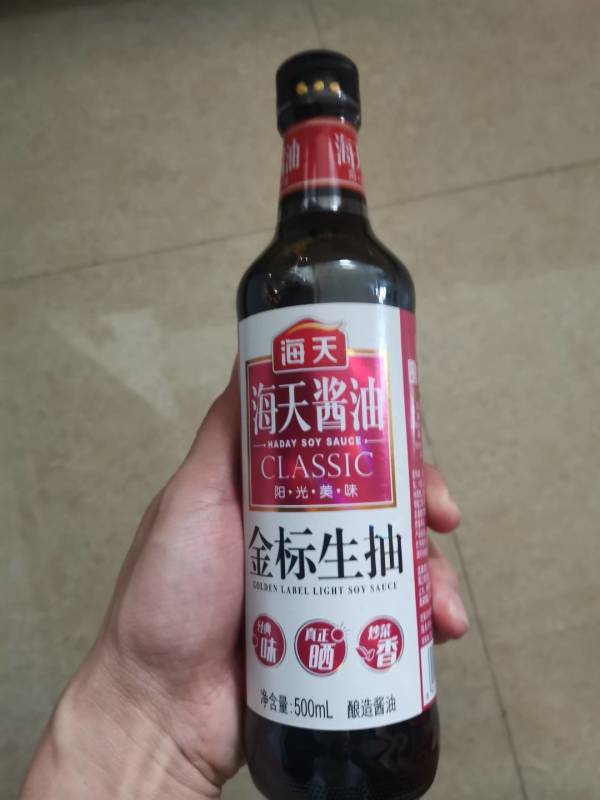 油 海
海天
海天酱油
HADAY SOY SAUCE
CLASSIC
阳·光·美·味
金标生抽
GOLDEN LABEL LIGHT SOY SAUCE
经典
味
真正
晒
炒菜
香
净含量:500mL 酿造酱油